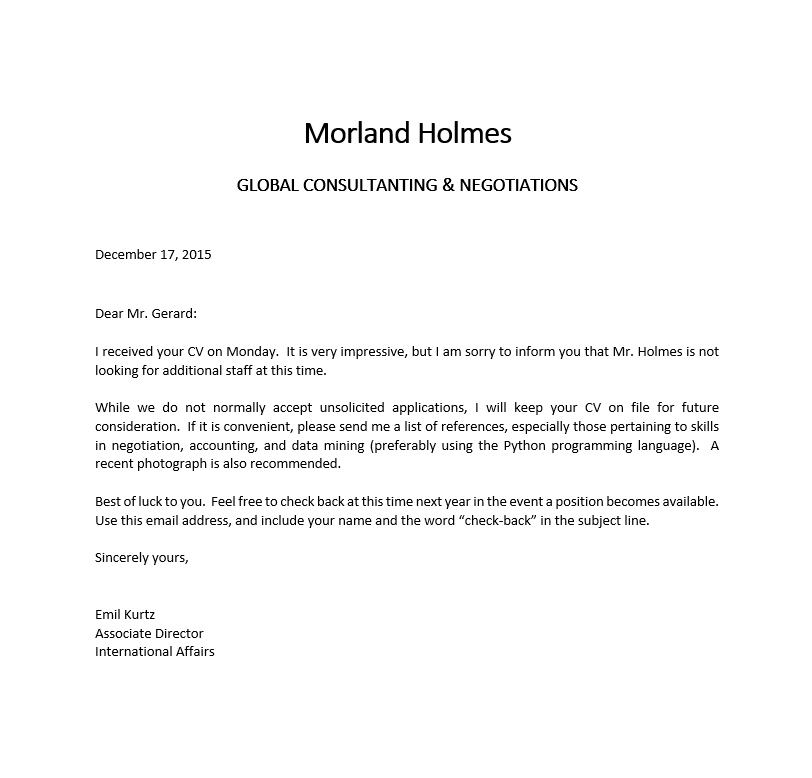 Morland Holmes
GLOBAL CONSULTANTING & NEGOTIATIONS
December 17, 2015
Dear Mr. Gerard:
I received your CV on Monday.  It is very impressive, but I am sorry to inform you that Mr. Holmes is not
looking for additional staff at this time.
While we do not normally accept unsolicited applications, I will keep your CV on file for future
consideration.  If it is convenient, please send me a list of references, especially those pertaining to skills
in negotiation, accounting, and data mining (preferably using the Python programming language).  A
recent photograph is also recommended.
Best of luck to you.  Feel free to check back at this time next year in the event a position becomes available.
Use this email address, and include your name and the word “check-back” in the subject line.
Sincerely yours,
Emil Kurtz
Associate Director
International Affairs